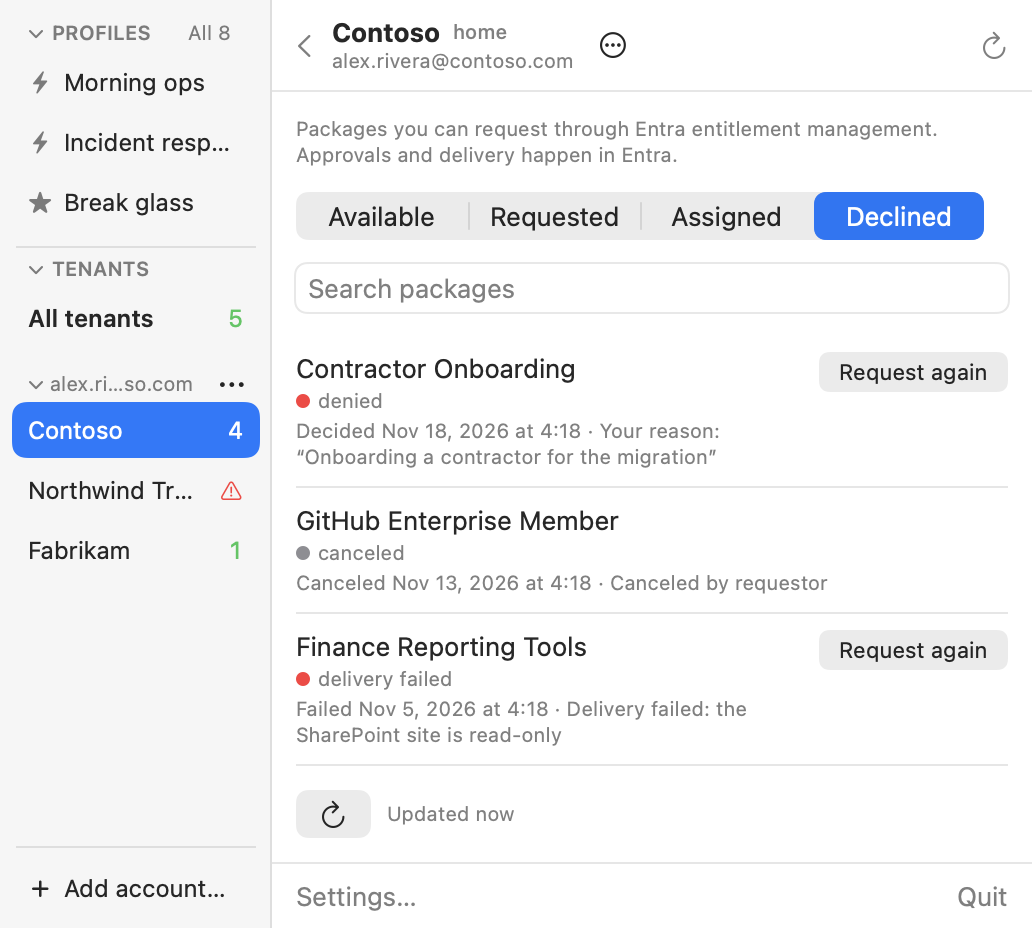 PROFILES All 8
Morning ops
Incident resp...
Break glass
TENANTS
All tenants 5
alex.ri...so.com
Contoso 4
Northwind Tr...
Fabrikam 1
+ Add account...
Contoso home
alex.rivera@contoso.com
Packages you can request through Entra entitlement management.
Approvals and delivery happen in Entra.
Available Requested Assigned Declined
Search packages
Contractor Onboarding Request again
denied
Decided Nov 18, 2026 at 4:18 · Your reason:
“Onboarding a contractor for the migration”
GitHub Enterprise Member
canceled
Canceled Nov 13, 2026 at 4:18 · Canceled by requestor
Finance Reporting Tools Request again
delivery failed
Failed Nov 5, 2026 at 4:18 · Delivery failed: the
SharePoint site is read-only
Updated now
Settings... Quit